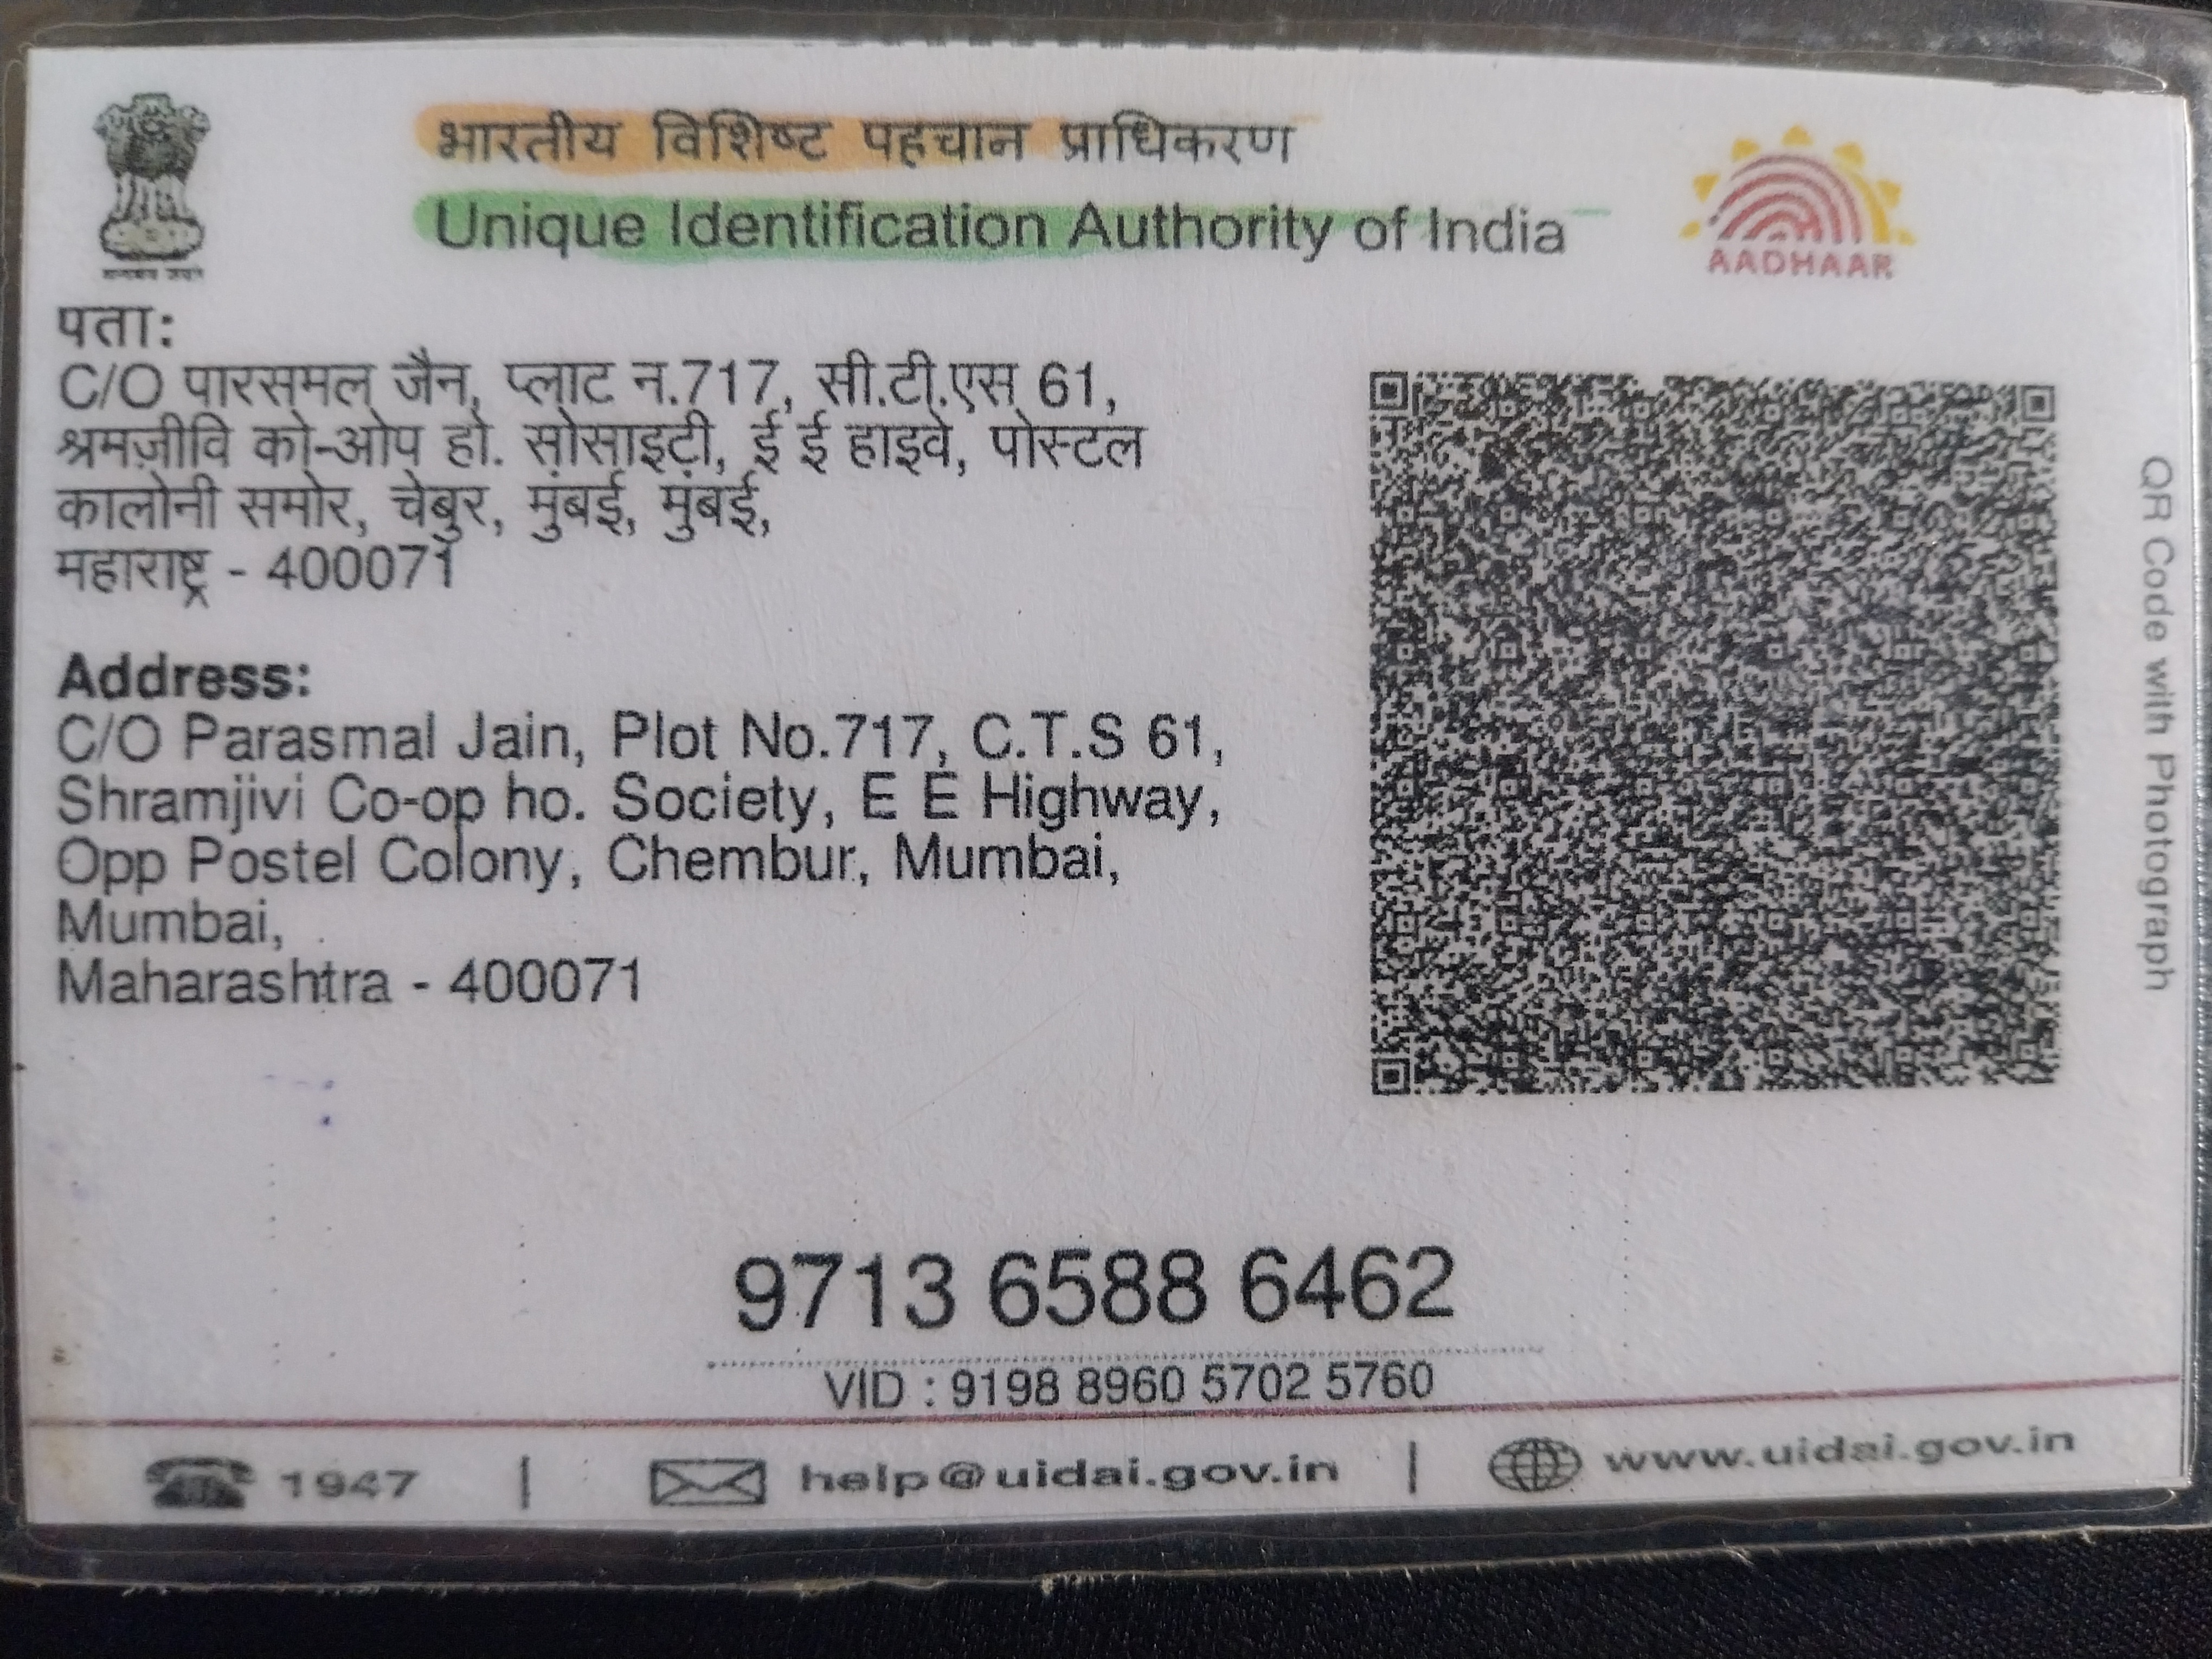 भारतीय विशिष्ट पहचान प्राधिकरण
Unique Identification Authority of India
AADHAAR
सत्यमेव जयते
पता:
C/O पारसमल जैन, प्लाट न.717, सी.टी.एस 61,
श्रमज़ीवि को-ओप हो. सोसाइटी, ई ई हाइवे, पोस्टल
कालोनी समोर, चेबुर, मुंबई, मुंबई,
महाराष्ट्र - 400071
Address:
C/O Parasmal Jain, Plot No.717, C.T.S 61,
Shramjivi Co-op ho. Society, E E Highway,
Opp Postel Colony, Chembur, Mumbai,
Mumbai,
Maharashtra - 400071
QR Code with Photograph
9713 6588 6462
VID : 9198 8960 5702 5760
1947 | help@uidai.gov.in | www.uidai.gov.in